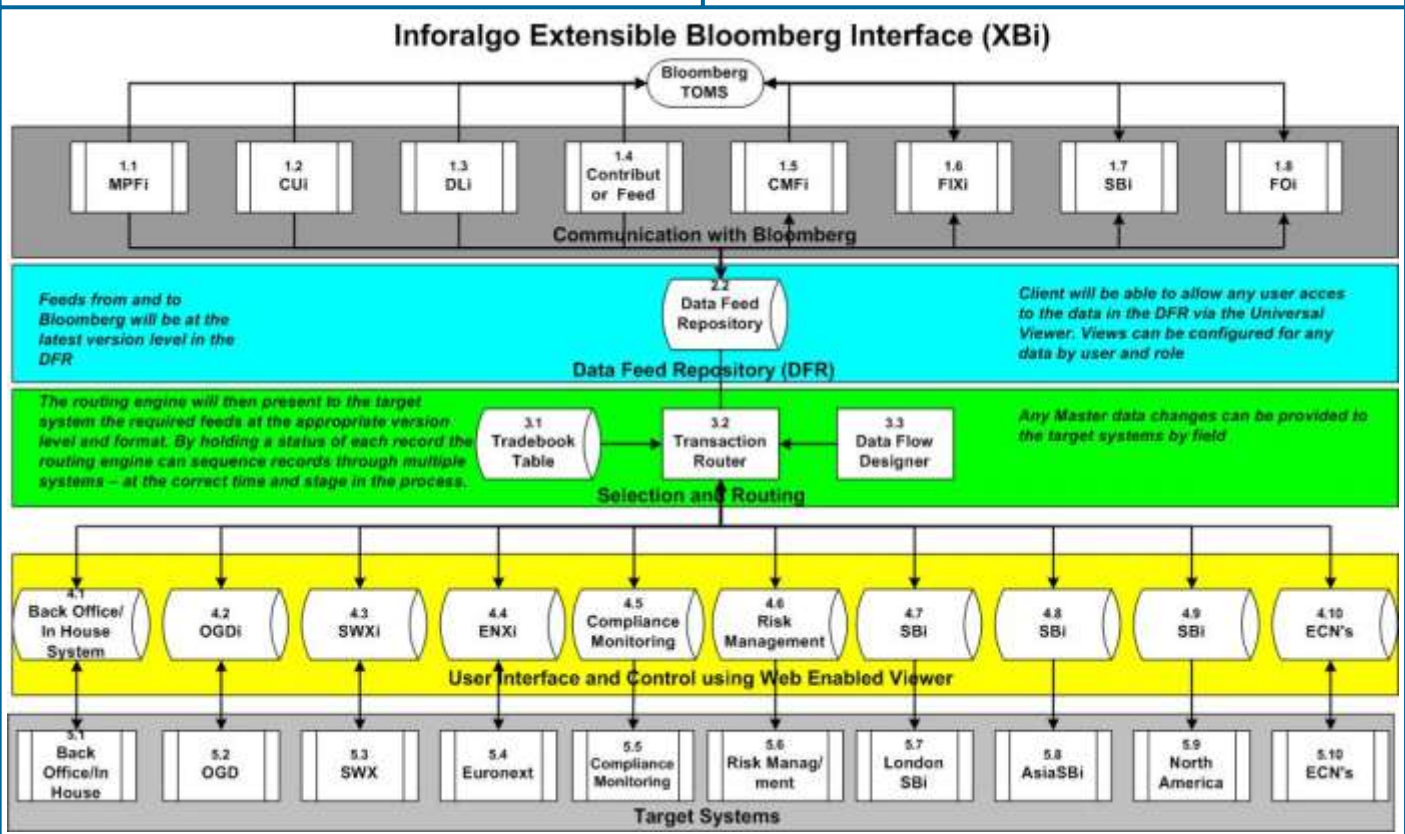 Inforalgo Extensible Bloomberg Interface (XBi)
Bloomberg
TOMS
1.1
MPFi
1.2
CUi
1.3
DLi
1.4
Contribut
or Feed
1.5
CMFi
1.6
FIXi
1.7
SBi
1.8
FOi
Communication with Bloomberg
Feeds from and to
Bloomberg will be at the
latest version level in the
DFR
2.2
Data Feed
Repository
Client will be able to allow any user acces
to the data in the DFR via the Universal
Viewer. Views can be configured for any
data by user and role
Data Feed Repository (DFR)
The routing engine will then present to the target
system the required feeds at the appropriate version
level and format. By holding a status of each record the
routing engine can sequence records through multiple
systems – at the correct time and stage in the process.
3.1
Tradebook
Table
3.2
Transaction
Router
3.3
Data Flow
Designer
Any Master data changes can be provided to
the target systems by field
Selection and Routing
4.1
Back Office/
In House
System
4.2
OGDi
4.3
SWXi
4.4
ENXi
4.5
Compliance
Monitoring
4.6
Risk
Management
4.7
SBi
4.8
SBi
4.9
SBi
4.10
ECN's
User Interface and Control using Web Enabled Viewer
5.1
Back
Office/In
House
5.2
OGD
5.3
SWX
5.4
Euronext
5.5
Compliance
Monitoring
5.6
Risk Manag/
ment
5.7
London
SBi
5.8
AsiaSBi
5.9
North
America
5.10
ECN's
Target Systems